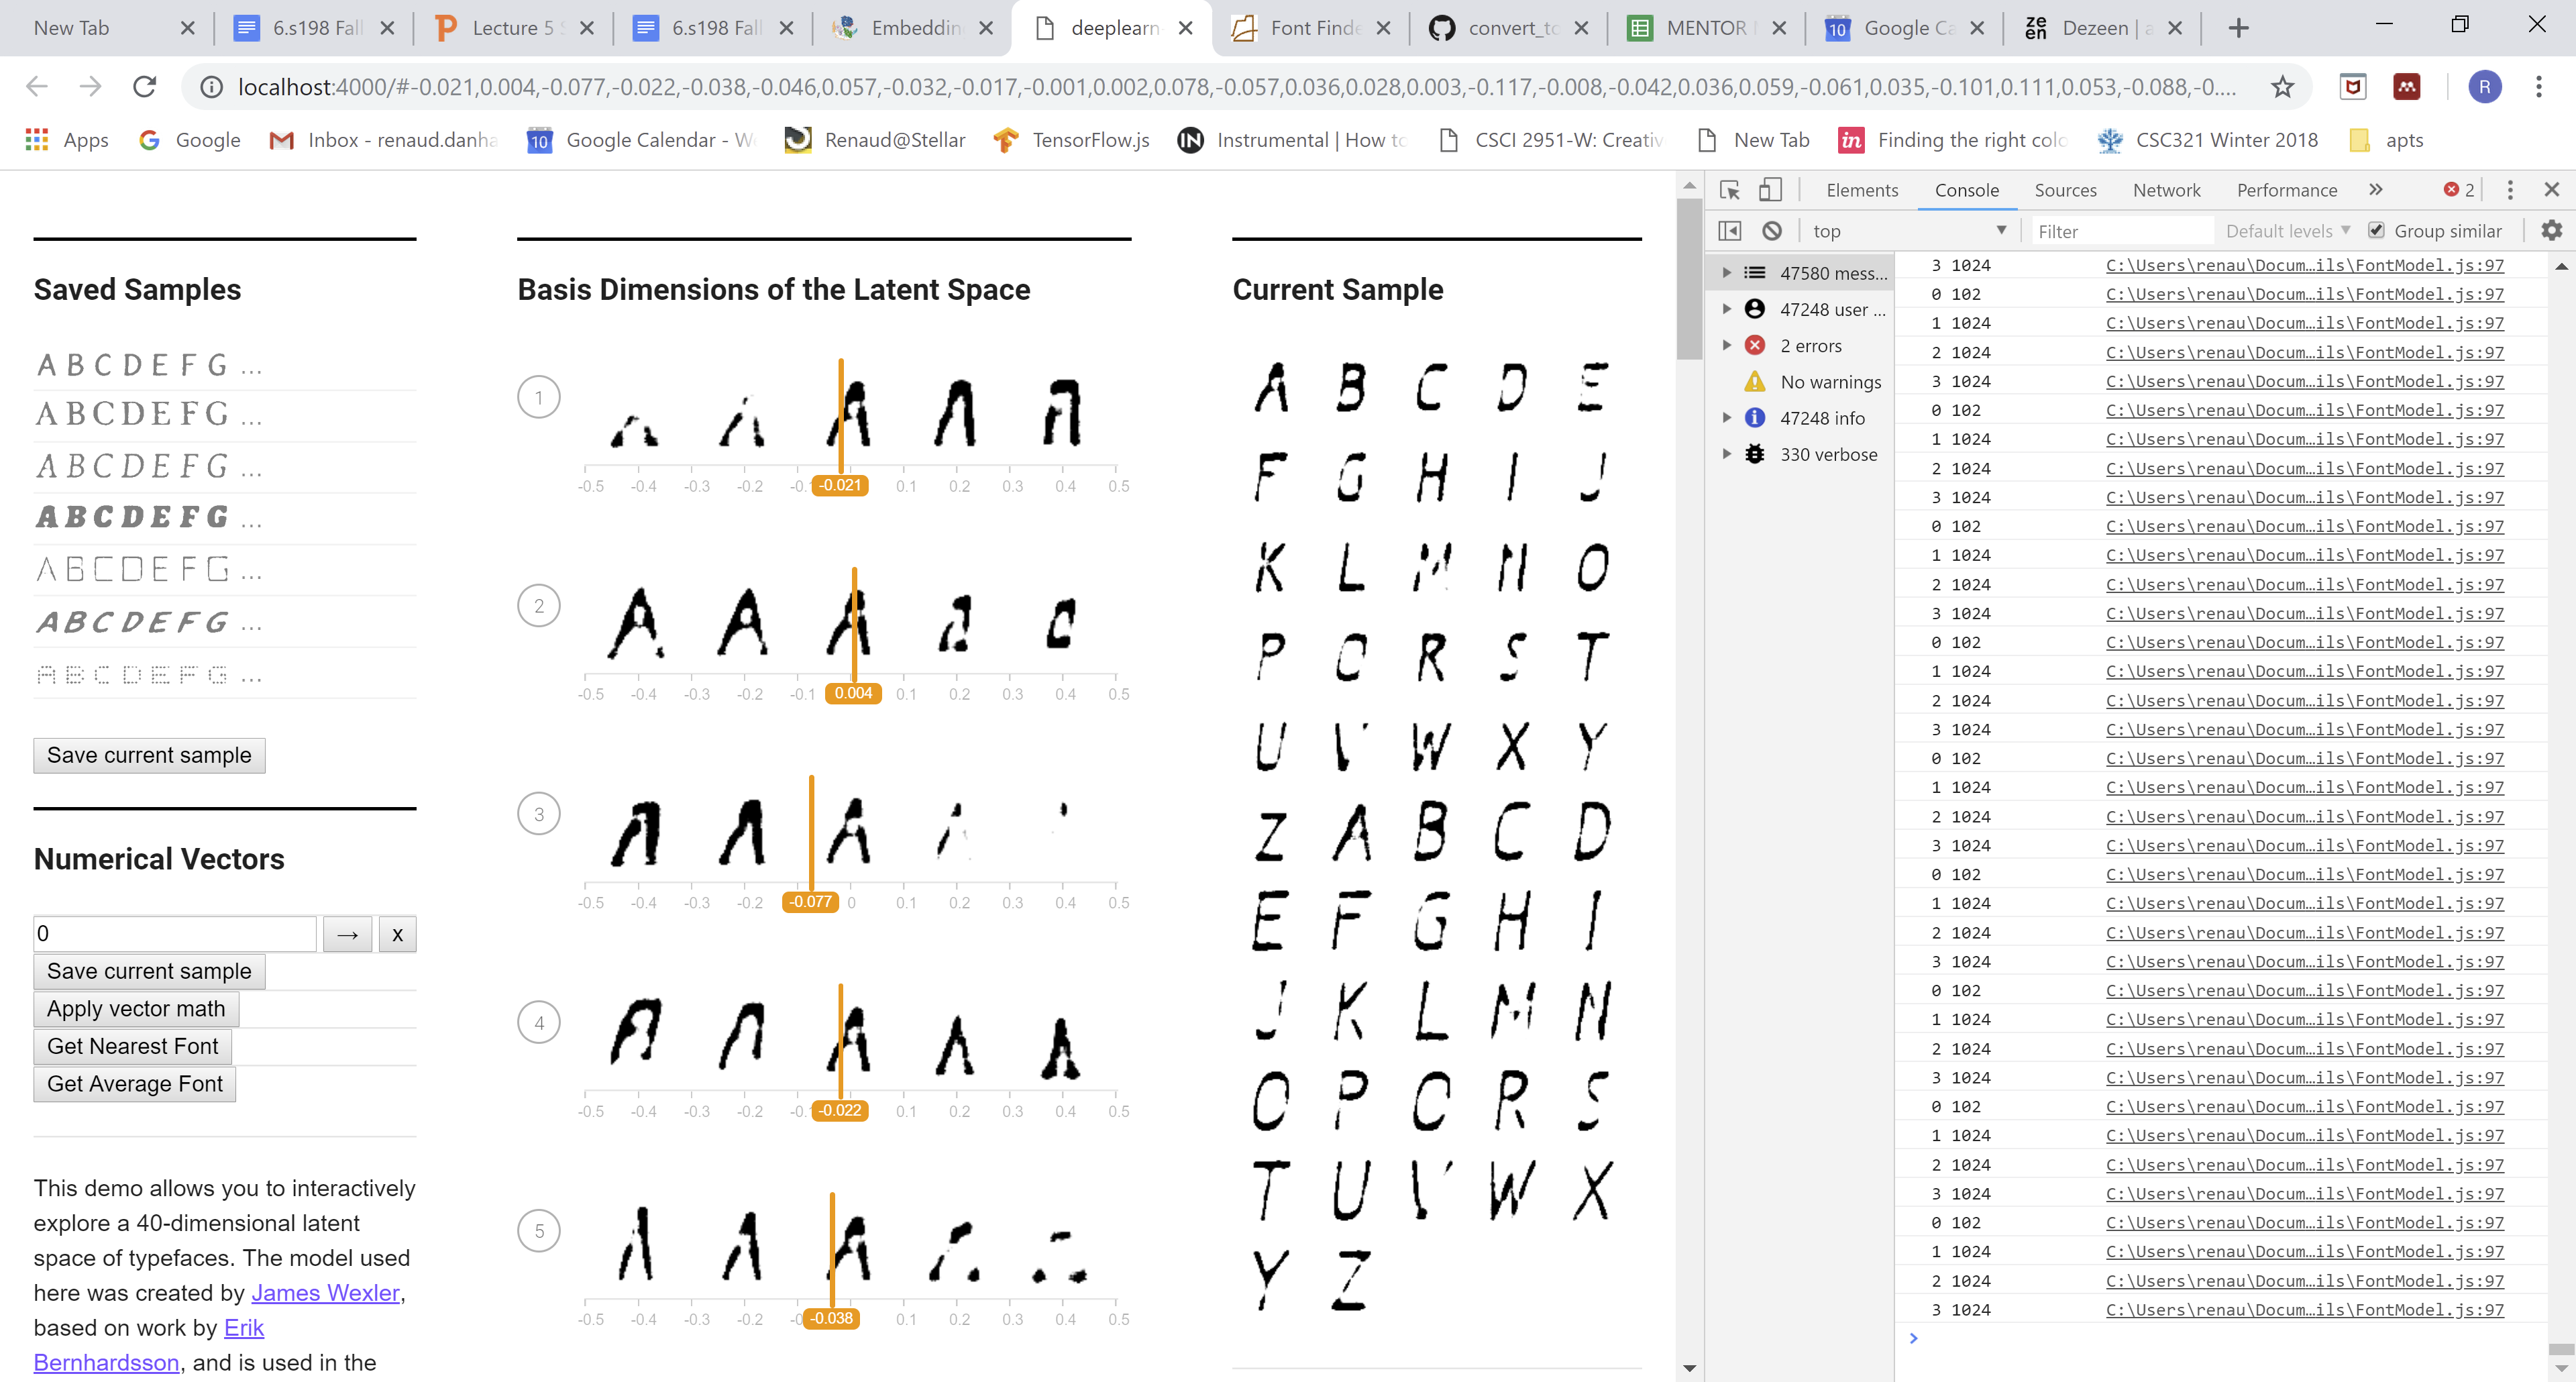 New Tab
6.s198 Fall
Lecture 5 S
6.s198 Fall
Embeddin
deeplearn
Font Finde
convert_to
MENTOR
10 Google Ca
ze en Dezeen | a
localhost:4000/#-0.021,0.004,-0.077,-0.022,-0.038,-0.046,0.057,-0.032,-0.017,-0.001,0.002,0.078,-0.057,0.036,0.028,0.003,-0.117,-0.008,-0.042,0.036,0.059,-0.061,0.035,-0.101,0.111,0.053,-0.088,-0....
R
Apps
Google
Inbox - renaud.danha
10 Google Calendar - We
Renaud@Stellar
TensorFlow.js
IN Instrumental | How to
CSCI 2951-W: Creativ
New Tab
in Finding the right colo
CSC321 Winter 2018
apts
Saved Samples
A B C D E F G ...
A B C D E F G ...
A B C D E F G ...
A B C D E F G ...
A B C D E F G ...
A B C D E F G ...
A B C D E F G ...
Save current sample
Numerical Vectors
0 → x
Save current sample
Apply vector math
Get Nearest Font
Get Average Font
This demo allows you to interactively
explore a 40-dimensional latent
space of typefaces. The model used
here was created by James Wexler,
based on work by Erik
Bernhardsson, and is used in the
Basis Dimensions of the Latent Space
1
-0.5 -0.4 -0.3 -0.2 -0.1 -0.021 0.1 0.2 0.3 0.4 0.5
2
-0.5 -0.4 -0.3 -0.2 -0.1 0.004 0.1 0.2 0.3 0.4 0.5
3
-0.5 -0.4 -0.3 -0.2 -0.077 0 0.1 0.2 0.3 0.4 0.5
4
-0.5 -0.4 -0.3 -0.2 -0. -0.022 0.1 0.2 0.3 0.4 0.5
5
-0.5 -0.4 -0.3 -0.2 -0 -0.038 0.1 0.2 0.3 0.4 0.5
Current Sample
A B C D E
F G H I J
K L M N O
P Q R S T
U V W X Y
Z A B C D
E F G H I
J K L M N
O P Q R S
T U V W X
Y Z
Elements Console Sources Network Performance » 2
top Filter Default levels Group similar
47580 mess...
47248 user ...
2 errors
No warnings
47248 info
330 verbose
3 1024 C:\Users\renau\Docum…ils\FontModel.js:97
0 102 C:\Users\renau\Docum…ils\FontModel.js:97
1 1024 C:\Users\renau\Docum…ils\FontModel.js:97
2 1024 C:\Users\renau\Docum…ils\FontModel.js:97
3 1024 C:\Users\renau\Docum…ils\FontModel.js:97
0 102 C:\Users\renau\Docum…ils\FontModel.js:97
1 1024 C:\Users\renau\Docum…ils\FontModel.js:97
2 1024 C:\Users\renau\Docum…ils\FontModel.js:97
3 1024 C:\Users\renau\Docum…ils\FontModel.js:97
0 102 C:\Users\renau\Docum…ils\FontModel.js:97
1 1024 C:\Users\renau\Docum…ils\FontModel.js:97
2 1024 C:\Users\renau\Docum…ils\FontModel.js:97
3 1024 C:\Users\renau\Docum…ils\FontModel.js:97
0 102 C:\Users\renau\Docum…ils\FontModel.js:97
1 1024 C:\Users\renau\Docum…ils\FontModel.js:97
2 1024 C:\Users\renau\Docum…ils\FontModel.js:97
3 1024 C:\Users\renau\Docum…ils\FontModel.js:97
0 102 C:\Users\renau\Docum…ils\FontModel.js:97
1 1024 C:\Users\renau\Docum…ils\FontModel.js:97
2 1024 C:\Users\renau\Docum…ils\FontModel.js:97
3 1024 C:\Users\renau\Docum…ils\FontModel.js:97
0 102 C:\Users\renau\Docum…ils\FontModel.js:97
1 1024 C:\Users\renau\Docum…ils\FontModel.js:97
2 1024 C:\Users\renau\Docum…ils\FontModel.js:97
3 1024 C:\Users\renau\Docum…ils\FontModel.js:97
0 102 C:\Users\renau\Docum…ils\FontModel.js:97
1 1024 C:\Users\renau\Docum…ils\FontModel.js:97
2 1024 C:\Users\renau\Docum…ils\FontModel.js:97
3 1024 C:\Users\renau\Docum…ils\FontModel.js:97
0 102 C:\Users\renau\Docum…ils\FontModel.js:97
1 1024 C:\Users\renau\Docum…ils\FontModel.js:97
2 1024 C:\Users\renau\Docum…ils\FontModel.js:97
3 1024 C:\Users\renau\Docum…ils\FontModel.js:97
0 102 C:\Users\renau\Docum…ils\FontModel.js:97
1 1024 C:\Users\renau\Docum…ils\FontModel.js:97
2 1024 C:\Users\renau\Docum…ils\FontModel.js:97
3 1024 C:\Users\renau\Docum…ils\FontModel.js:97